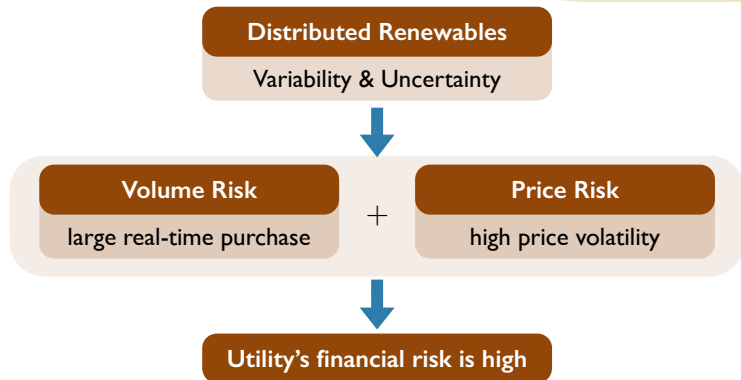 Distributed Renewables
Variability & Uncertainty
Volume Risk
large real-time purchase
+
Price Risk
high price volatility
Utility's financial risk is high